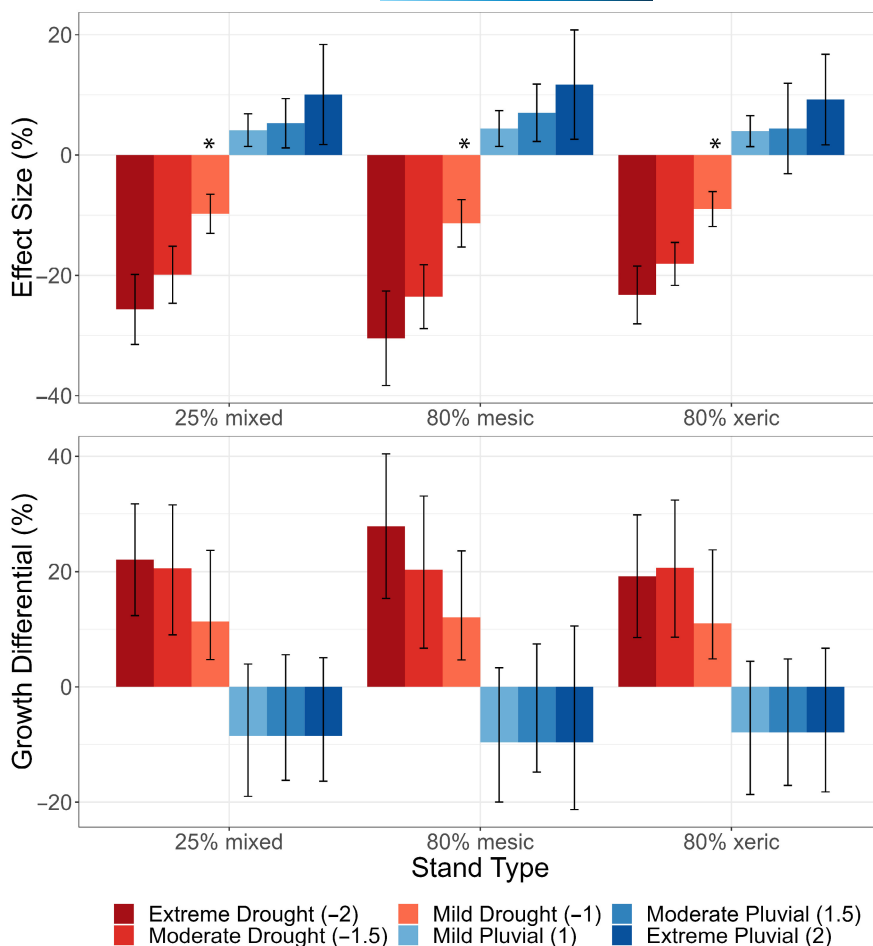 20
0
−20
−40
Effect Size (%)
* * *
25% mixed 80% mesic 80% xeric
40
20
0
−20
Growth Differential (%)
25% mixed 80% mesic 80% xeric
Stand Type
Extreme Drought (−2) Mild Drought (−1) Moderate Pluvial (1.5)
Moderate Drought (−1.5) Mild Pluvial (1) Extreme Pluvial (2)